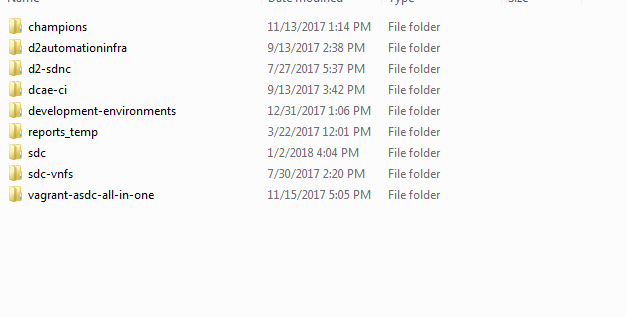 Name Date modified Type Size
champions 11/13/2017 1:14 PM File folder
d2automationinfra 9/13/2017 2:38 PM File folder
d2-sdnc 7/27/2017 5:37 PM File folder
dcae-ci 9/13/2017 3:42 PM File folder
development-environments 12/31/2017 1:06 PM File folder
reports_temp 3/22/2017 12:01 PM File folder
sdc 1/2/2018 4:04 PM File folder
sdc-vnfs 7/30/2017 2:20 PM File folder
vagrant-asdc-all-in-one 11/15/2017 5:05 PM File folder